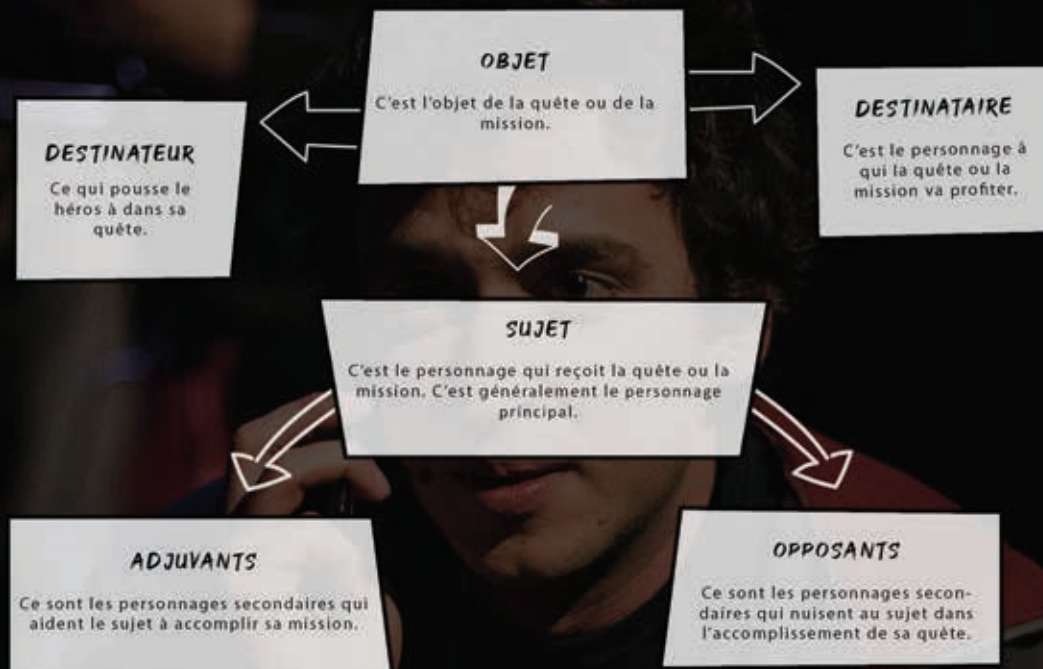 OBJET
C'est l'objet de la quête ou de la
mission.
DESTINATEUR
Ce qui pousse le
héros à dans sa
quête.
DESTINATAIRE
C'est le personnage à
qui la quête ou la
mission va profiter.
SUJET
C'est le personnage qui reçoit la quête ou la
mission. C'est généralement le personnage
principal.
ADJUVANTS
Ce sont les personnages secondaires qui
aident le sujet à accomplir sa mission.
OPPOSANTS
Ce sont les personnages secon-
daires qui nuisent au sujet dans
l'accomplissement de sa quête.